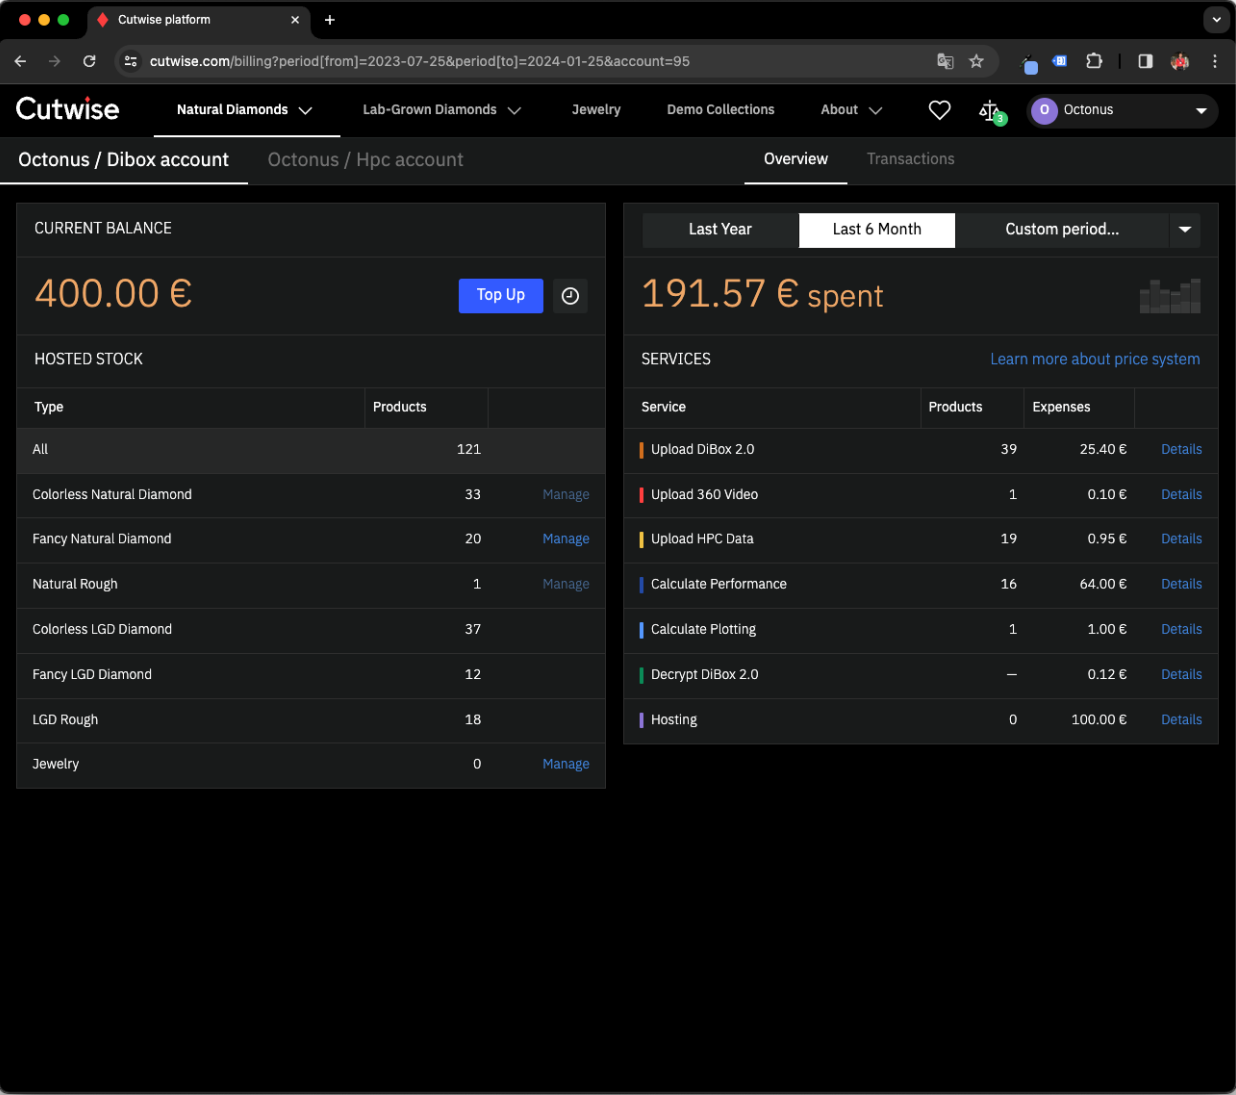 Cutwise platform
cutwise.com/billing?period[from]=2023-07-25&period[to]=2024-01-25&account=95
Cutwise
Natural Diamonds
Lab-Grown Diamonds
Jewelry
Demo Collections
About
3
O
Octonus
Octonus / Dibox account
Octonus / Hpc account
Overview
Transactions
CURRENT BALANCE
400.00 €
Top Up
HOSTED STOCK
Type Products
All 121
Colorless Natural Diamond 33 Manage
Fancy Natural Diamond 20 Manage
Natural Rough 1 Manage
Colorless LGD Diamond 37
Fancy LGD Diamond 12
LGD Rough 18
Jewelry 0 Manage
Last Year
Last 6 Month
Custom period...
191.57 € spent
SERVICES
Learn more about price system
Service Products Expenses
Upload DiBox 2.0 39 25.40 € Details
Upload 360 Video 1 0.10 € Details
Upload HPC Data 19 0.95 € Details
Calculate Performance 16 64.00 € Details
Calculate Plotting 1 1.00 € Details
Decrypt DiBox 2.0 — 0.12 € Details
Hosting 0 100.00 € Details